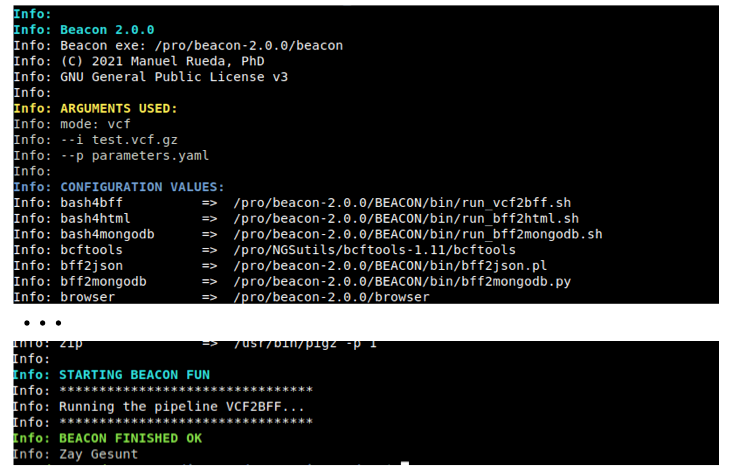 Info:
Info: Beacon 2.0.0
Info: Beacon exe: /pro/beacon-2.0.0/beacon
Info: (C) 2021 Manuel Rueda, PhD
Info: GNU General Public License v3
Info:
Info: ARGUMENTS USED:
Info: mode: vcf
Info: --i test.vcf.gz
Info: --p parameters.yaml
Info:
Info: CONFIGURATION VALUES:
Info: bash4bff => /pro/beacon-2.0.0/BEACON/bin/run_vcf2bff.sh
Info: bash4html => /pro/beacon-2.0.0/BEACON/bin/run_bff2html.sh
Info: bash4mongodb => /pro/beacon-2.0.0/BEACON/bin/run_bff2mongodb.sh
Info: bcftools => /pro/NGSutils/bcftools-1.11/bcftools
Info: bff2json => /pro/beacon-2.0.0/BEACON/bin/bff2json.pl
Info: bff2mongodb => /pro/beacon-2.0.0/BEACON/bin/bff2mongodb.py
Info: browser => /pro/beacon-2.0.0/browser
...
Info: zip => /usr/bin/pigz -p 1
Info:
Info: STARTING BEACON FUN
Info: ********************************
Info: Running the pipeline VCF2BFF...
Info: ********************************
Info: BEACON FINISHED OK
Info: Zay Gesunt